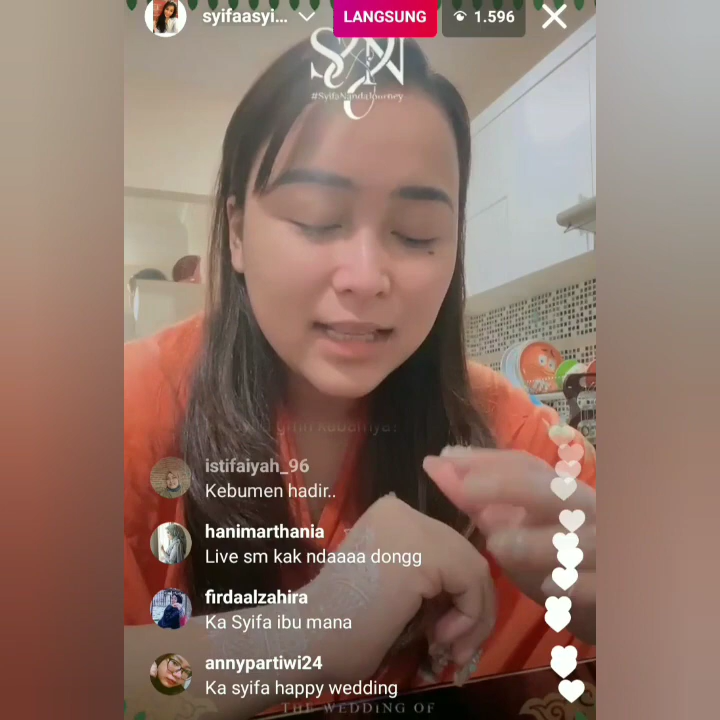 syifaasyi...
LANGSUNG
1.596
#SyifaNandaJourney
istifaiyah_96
Kebumen hadir..
hanimarthania
Live sm kak ndaaaa dongg
firdaalzahira
Ka Syifa ibu mana
annypartiwi24
Ka syifa happy wedding
THE WEDDING OF